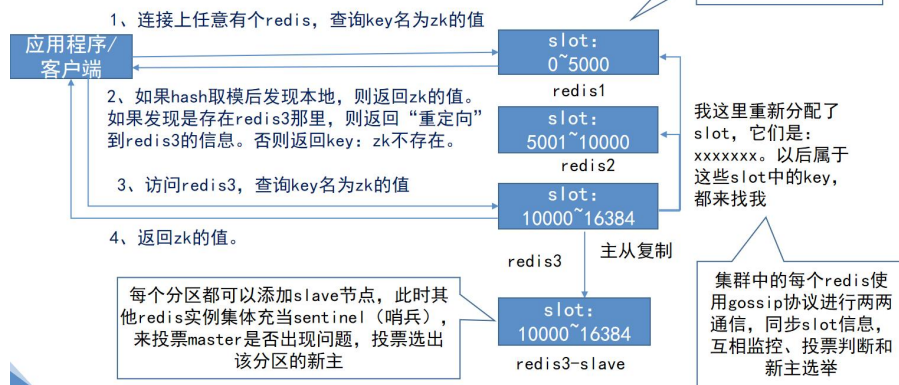 1、连接上任意有个redis，查询key名为zk的值
应用程序/
客户端
slot:
0~5000
redis1
2、如果hash取模后发现本地，则返回zk的值。
如果发现是存在redis3那里，则返回“重定向”
到redis3的信息。否则返回key：zk不存在。
slot:
5001~10000
redis2
我这里重新分配了
slot，它们是：
xxxxxxx。以后属于
这些slot中的key，
都来找我
3、访问redis3，查询key名为zk的值
slot:
10000~16384
4、返回zk的值。
redis3
主从复制
每个分区都可以添加slave节点，此时其
他redis实例集体充当sentinel（哨兵），
来投票master是否出现问题，投票选出
该分区的新主
slot:
10000~16384
redis3-slave
集群中的每个redis使
用gossip协议进行两两
通信，同步slot信息，
互相监控、投票判断和
新主选举